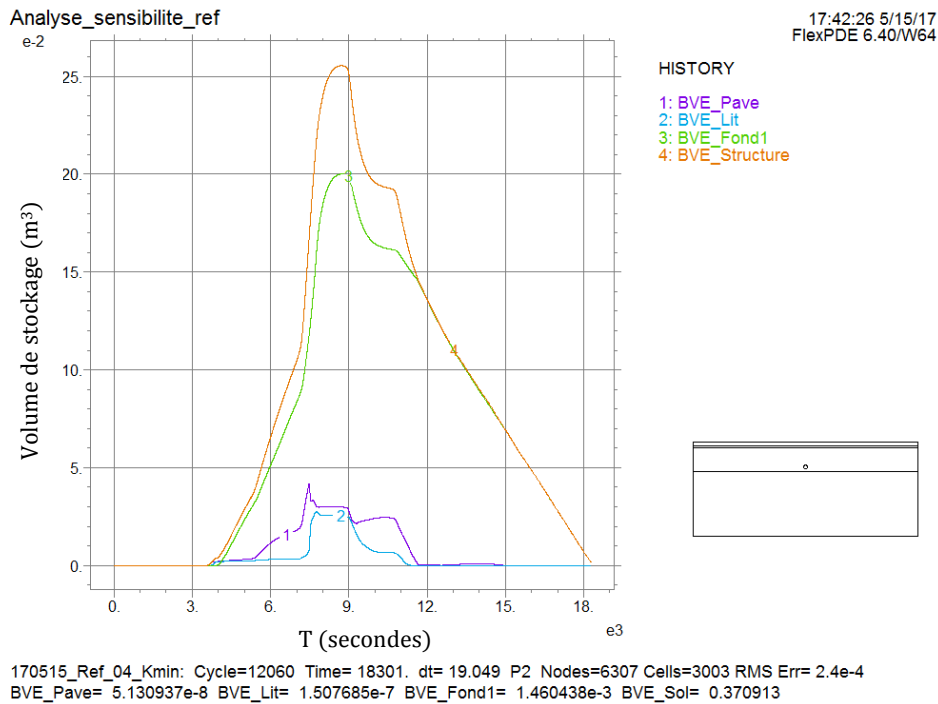 Analyse_sensibilite_ref
17:42:26 5/15/17
FlexPDE 6.40/W64
e-2
HISTORY
1: BVE_Pave
2: BVE_Lit
3: BVE_Fond1
4: BVE_Structure
Volume de stockage (m³)
25.
20.
15.
10.
5.
0.
3
4
1
2
0. 3. 6. 9. 12. 15. 18.
e3
T (secondes)
170515_Ref_04_Kmin: Cycle=12060 Time= 18301. dt= 19.049 P2 Nodes=6307 Cells=3003 RMS Err= 2.4e-4
BVE_Pave= 5.130937e-8 BVE_Lit= 1.507685e-7 BVE_Fond1= 1.460438e-3 BVE_Sol= 0.370913